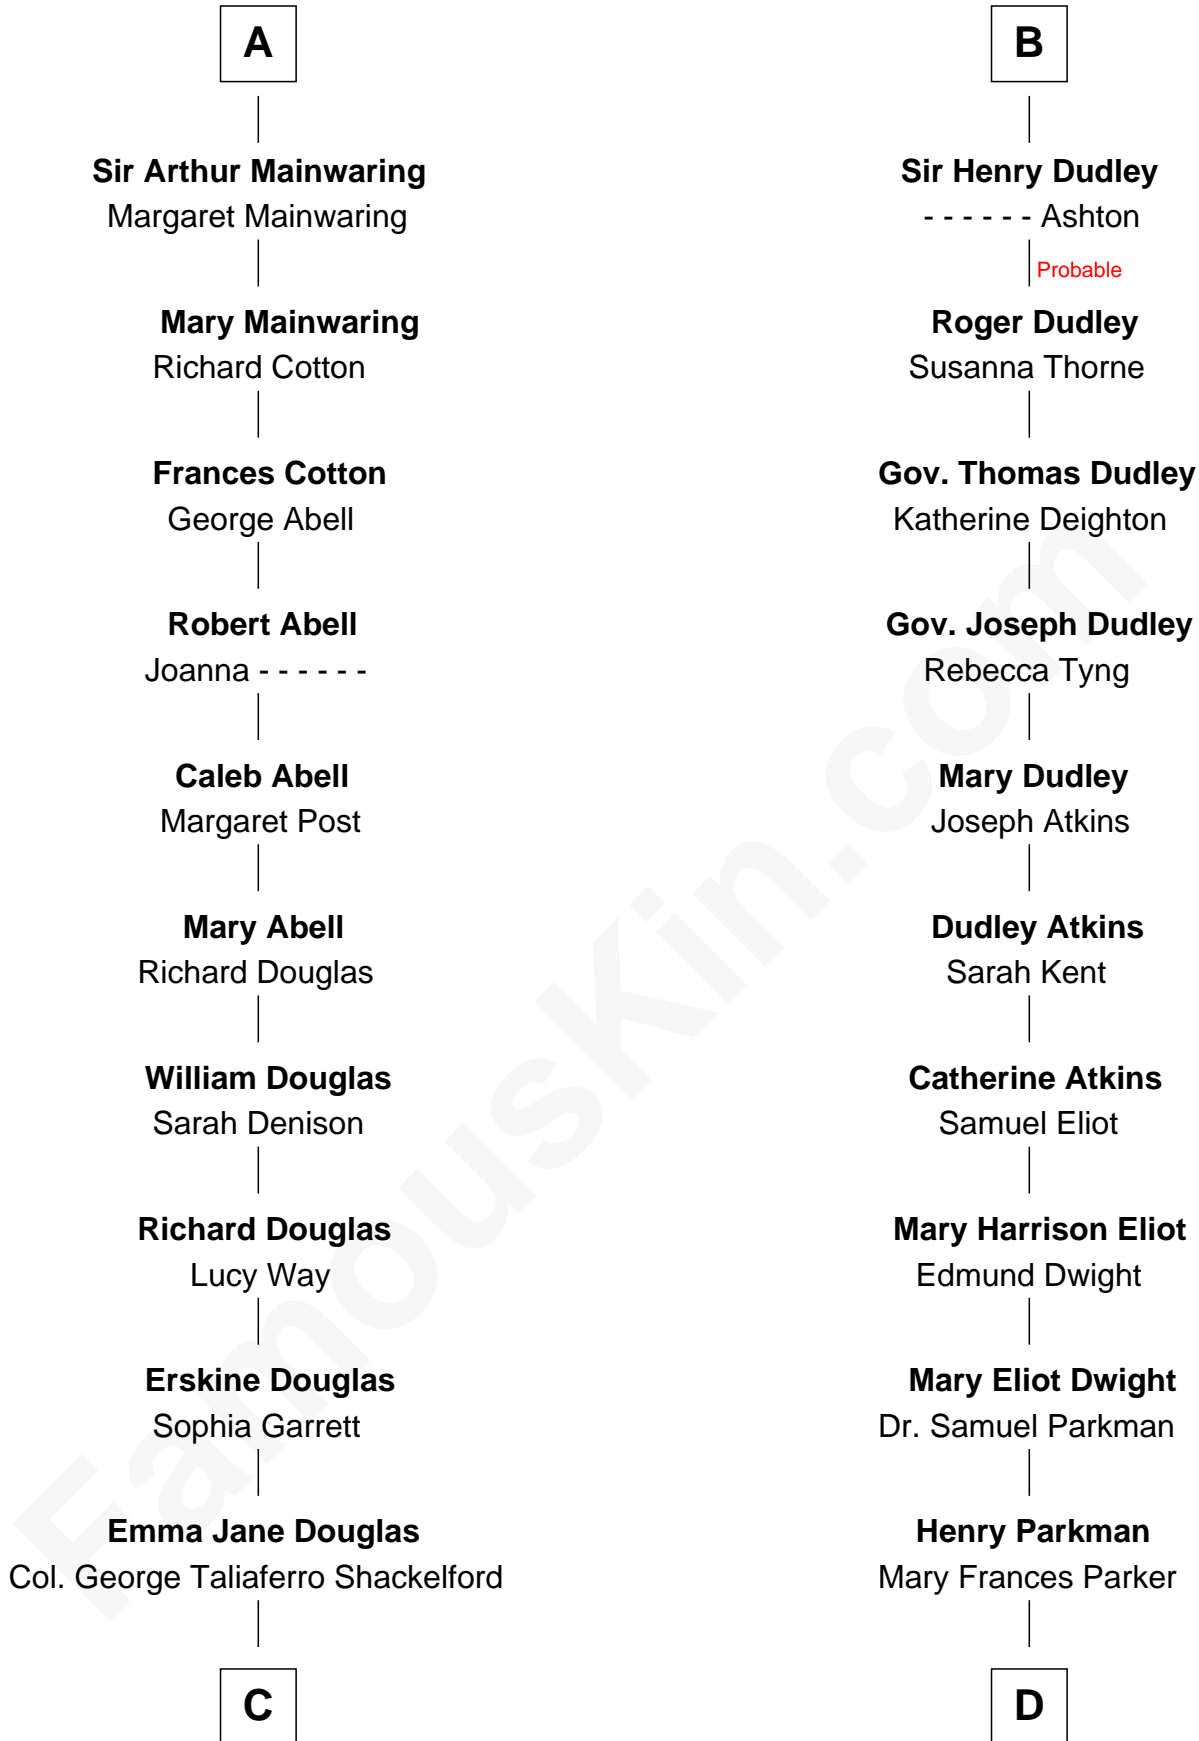 A
Sir Arthur Mainwaring
Margaret Mainwaring
Mary Mainwaring
Richard Cotton
Frances Cotton
George Abell
Robert Abell
Joanna - - - - - -
Caleb Abell
Margaret Post
Mary Abell
Richard Douglas
William Douglas
Sarah Denison
Richard Douglas
Lucy Way
Erskine Douglas
Sophia Garrett
Emma Jane Douglas
Col. George Taliaferro Shackelford
C
B
Sir Henry Dudley
- - - - - - Ashton
Probable
Roger Dudley
Susanna Thorne
Gov. Thomas Dudley
Katherine Deighton
Gov. Joseph Dudley
Rebecca Tyng
Mary Dudley
Joseph Atkins
Dudley Atkins
Sarah Kent
Catherine Atkins
Samuel Eliot
Mary Harrison Eliot
Edmund Dwight
Mary Eliot Dwight
Dr. Samuel Parkman
Henry Parkman
Mary Frances Parker
D
FamousKin.com